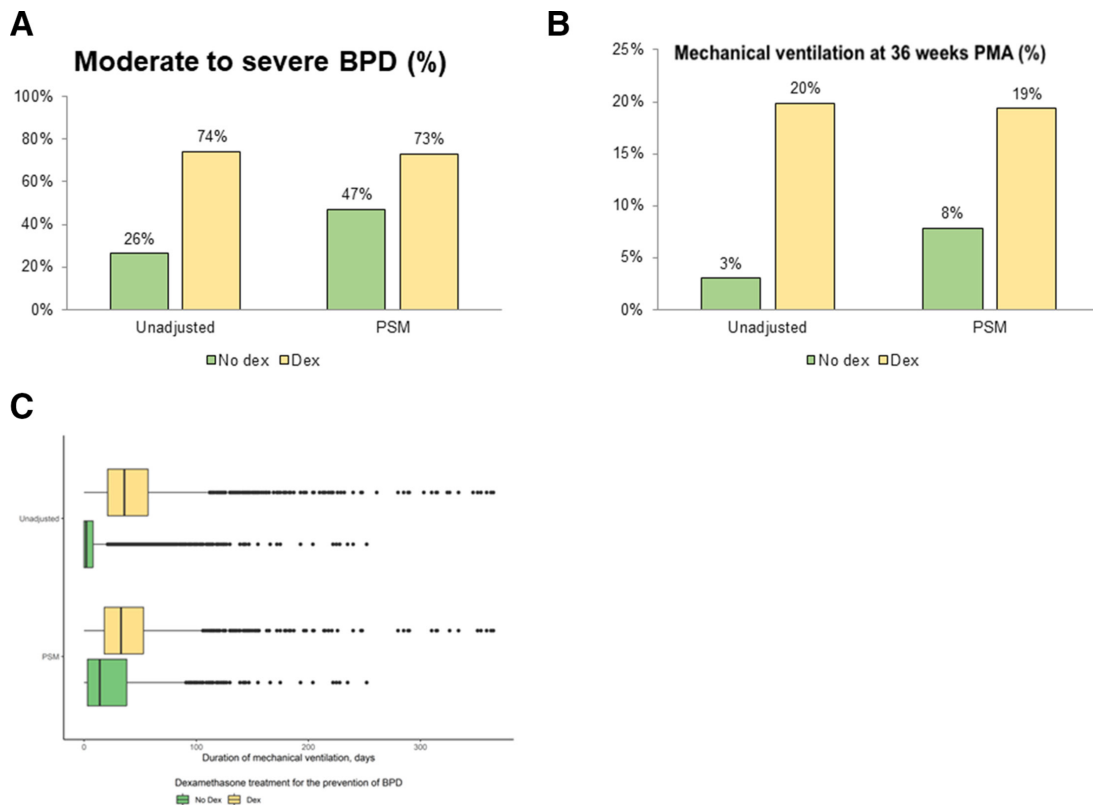 A
Moderate to severe BPD (%)
100%
80%
60%
40%
20%
0%
26%
74%
47%
73%
Unadjusted
PSM
No dex Dex
B
Mechanical ventilation at 36 weeks PMA (%)
25%
20%
15%
10%
5%
0%
3%
20%
8%
19%
Unadjusted
PSM
No dex Dex
C
Unadjusted
PSM
0 100 200 300
Duration of mechanical ventilation, days
Dexamethasone treatment for the prevention of BPD
No Dex Dex